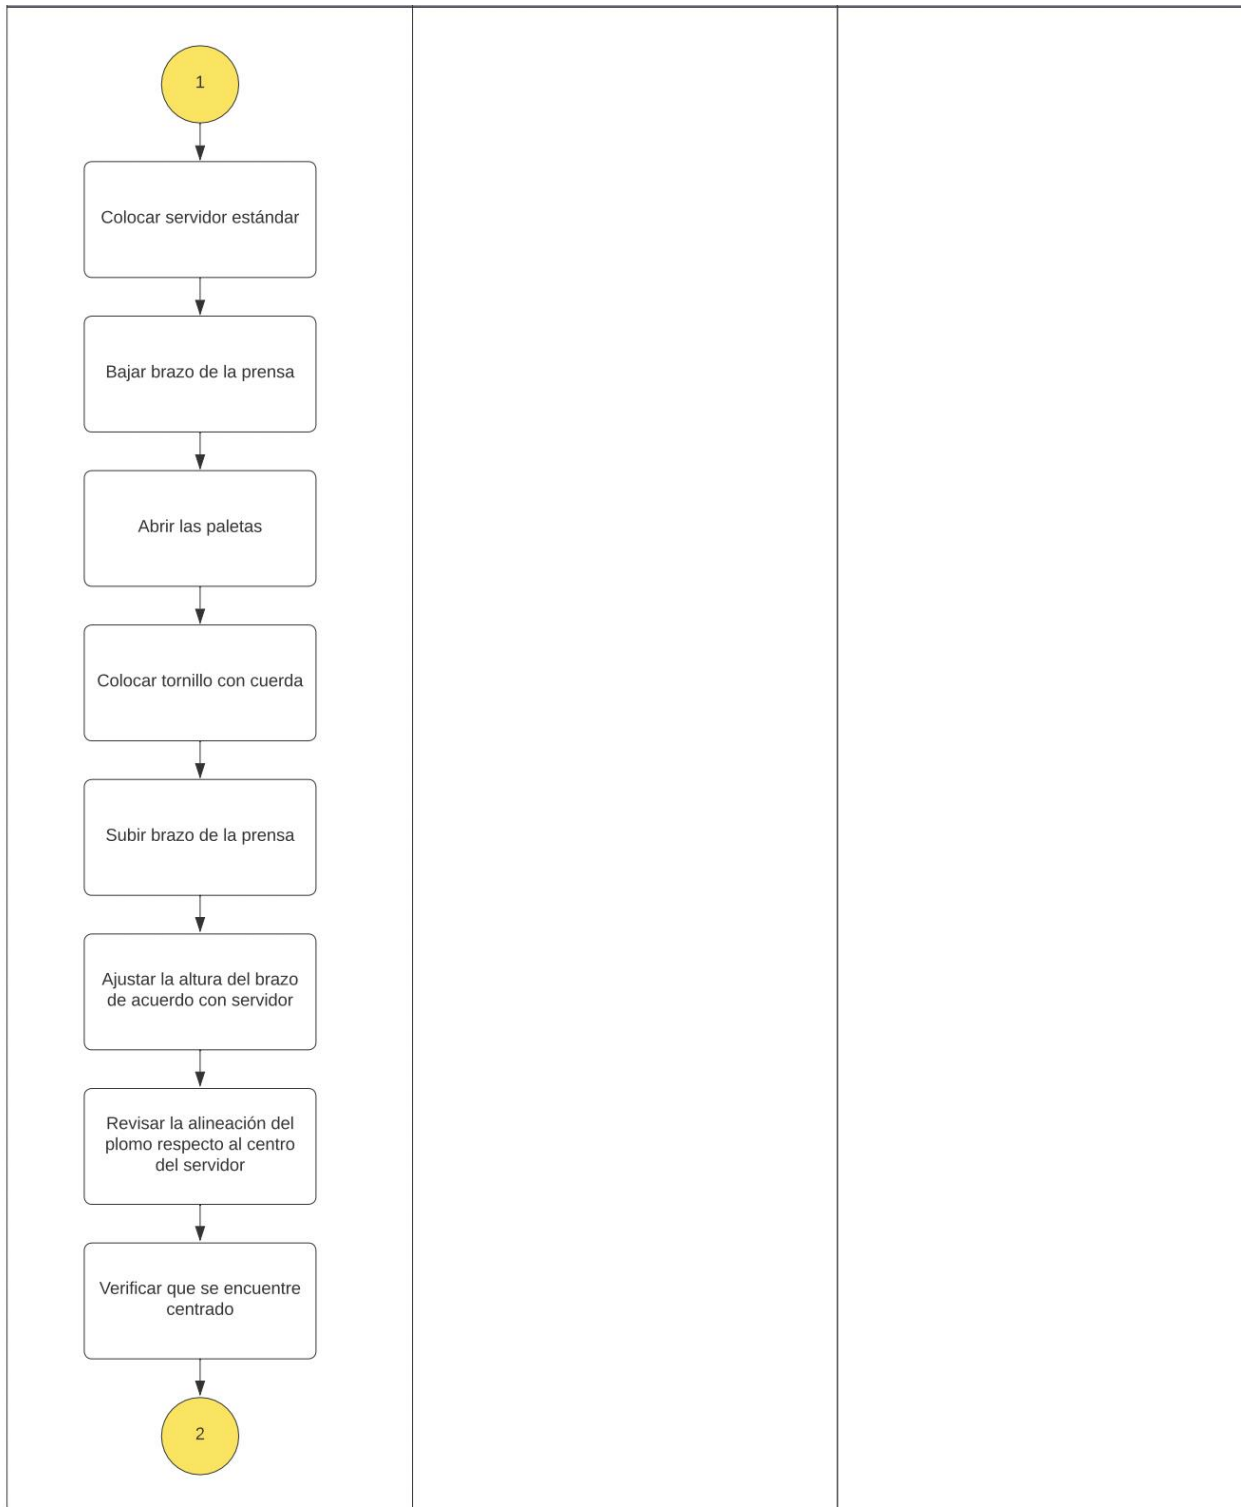 1
Colocar servidor estándar
Bajar brazo de la prensa
Abrir las paletas
Colocar tornillo con cuerda
Subir brazo de la prensa
Ajustar la altura del brazo
de acuerdo con servidor
Revisar la alineación del
plomo respecto al centro
del servidor
Verificar que se encuentre
centrado
2